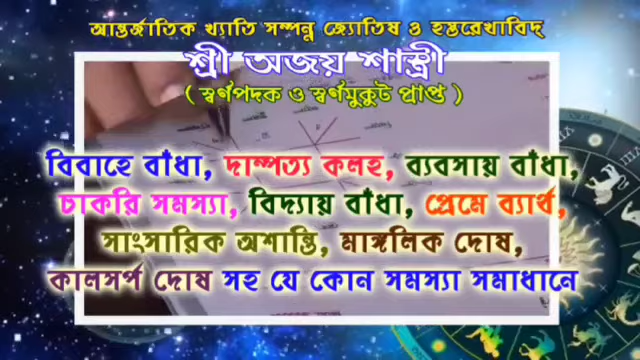 আন্তর্জাতিক খ্যাতি সম্পন্ন জ্যোতিষ ও হস্তরেখাবিদ্
শ্রী অজয় শাস্ত্রী
( স্বর্ণপদক ও স্বর্ণমুকুট প্রাপ্ত )
বিবাহে বাঁধা, দাম্পত্য কলহ, ব্যবসায় বাঁধা,
চাকরি সমস্যা, বিদ্যায় বাঁধা, প্রেমে ব্যার্থ,
সাংসারিক অশান্তি, মাঙ্গলিক দোষ,
কালসর্প দোষ সহ যে কোন সমস্যা সমাধানে